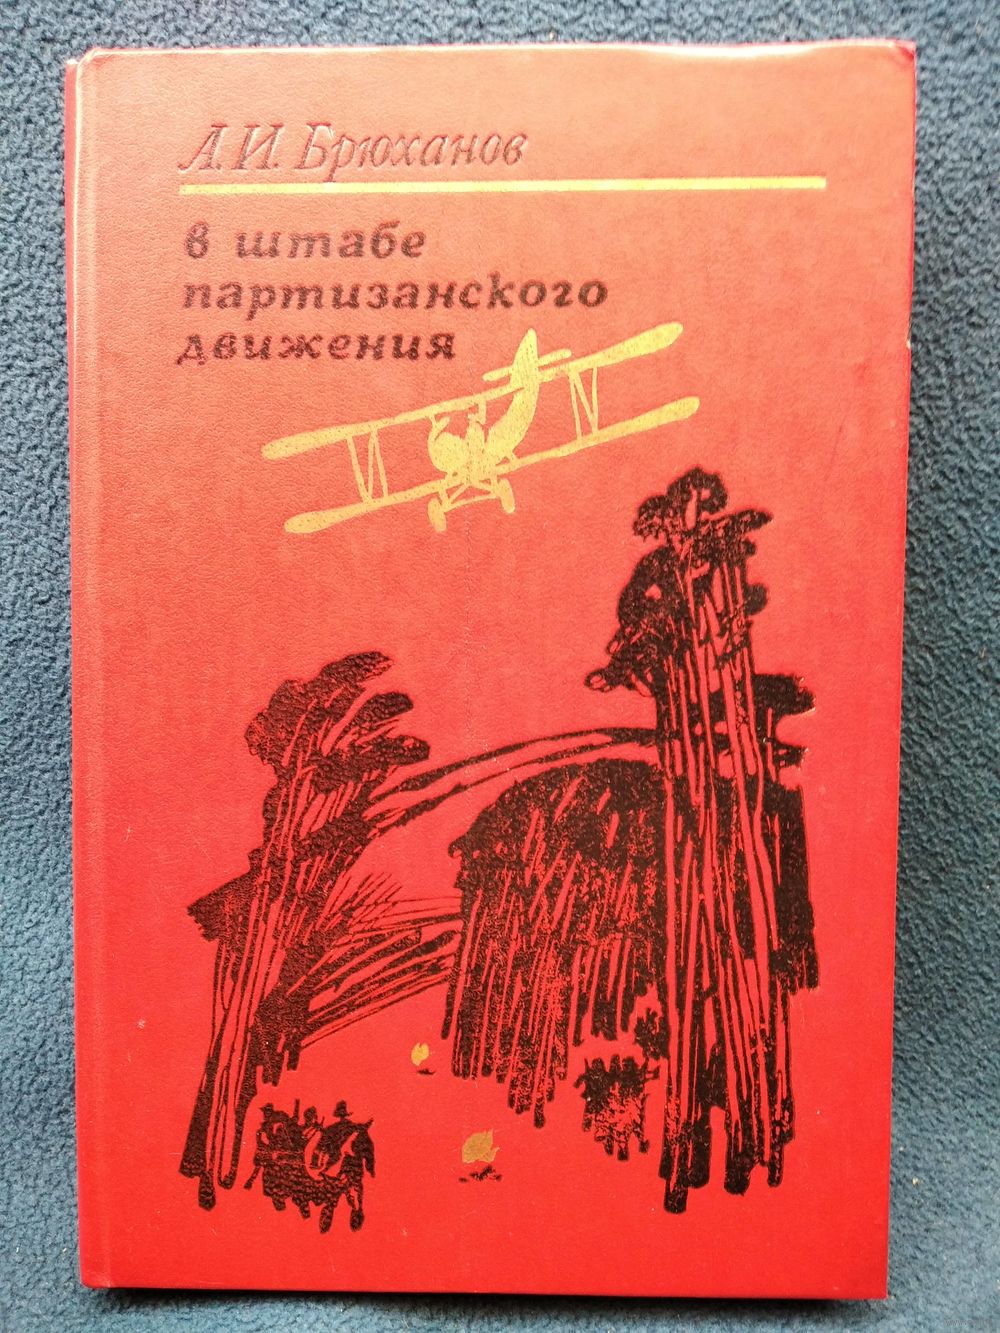 А.И. Брюханов
в штабе
партизанского
движения